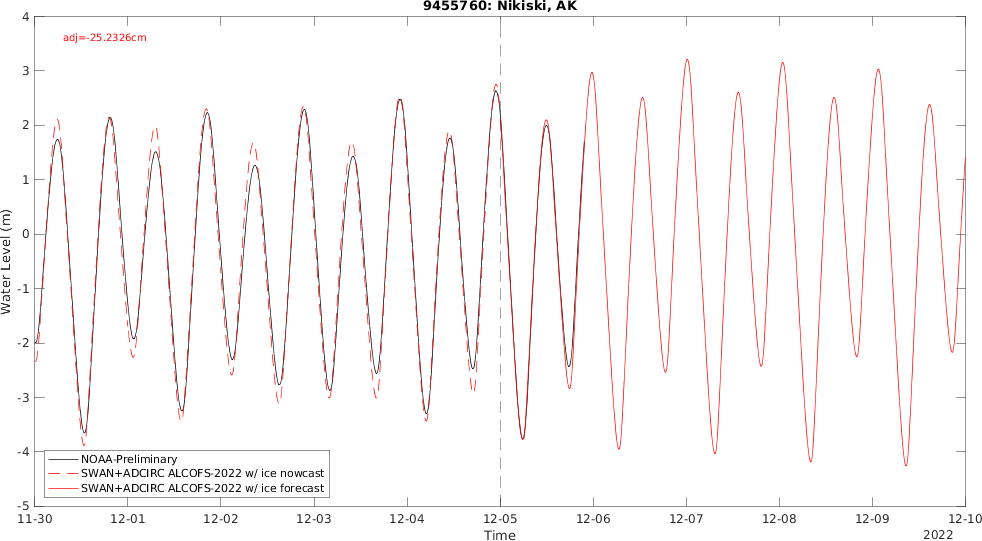 9455760: Nikiski, AK
adj=-25.2326cm
4
3
2
1
0
-1
-2
-3
-4
-5
Water Level (m)
NOAA-Preliminary
SWAN+ADCIRC ALCOFS-2022 w/ ice nowcast
SWAN+ADCIRC ALCOFS-2022 w/ ice forecast
11-30 12-01 12-02 12-03 12-04 12-05 12-06 12-07 12-08 12-09 12-10
Time
2022